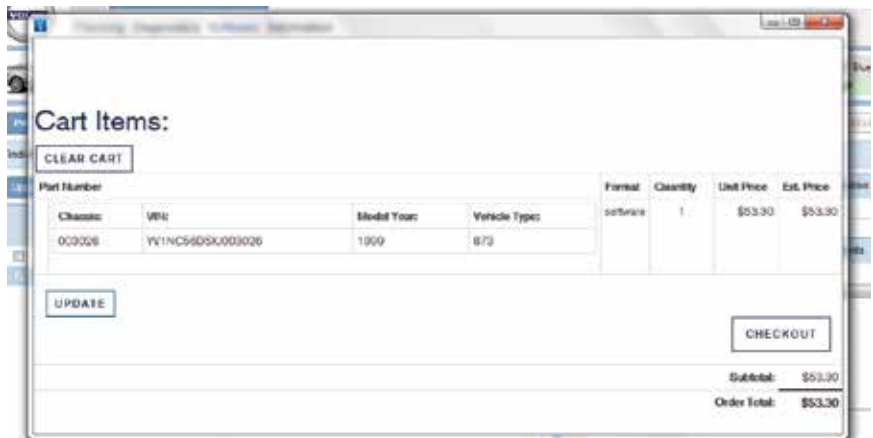 Cart Items:
CLEAR CART
Part Number Format Quantity Unit Price Ext. Price
Chassis: VIN: Model Year: Vehicle Type: software 1 $53.30 $53.30
003026 1999 873
UPDATE
CHECKOUT
Subtotal: $53.30
Order Total: $53.30